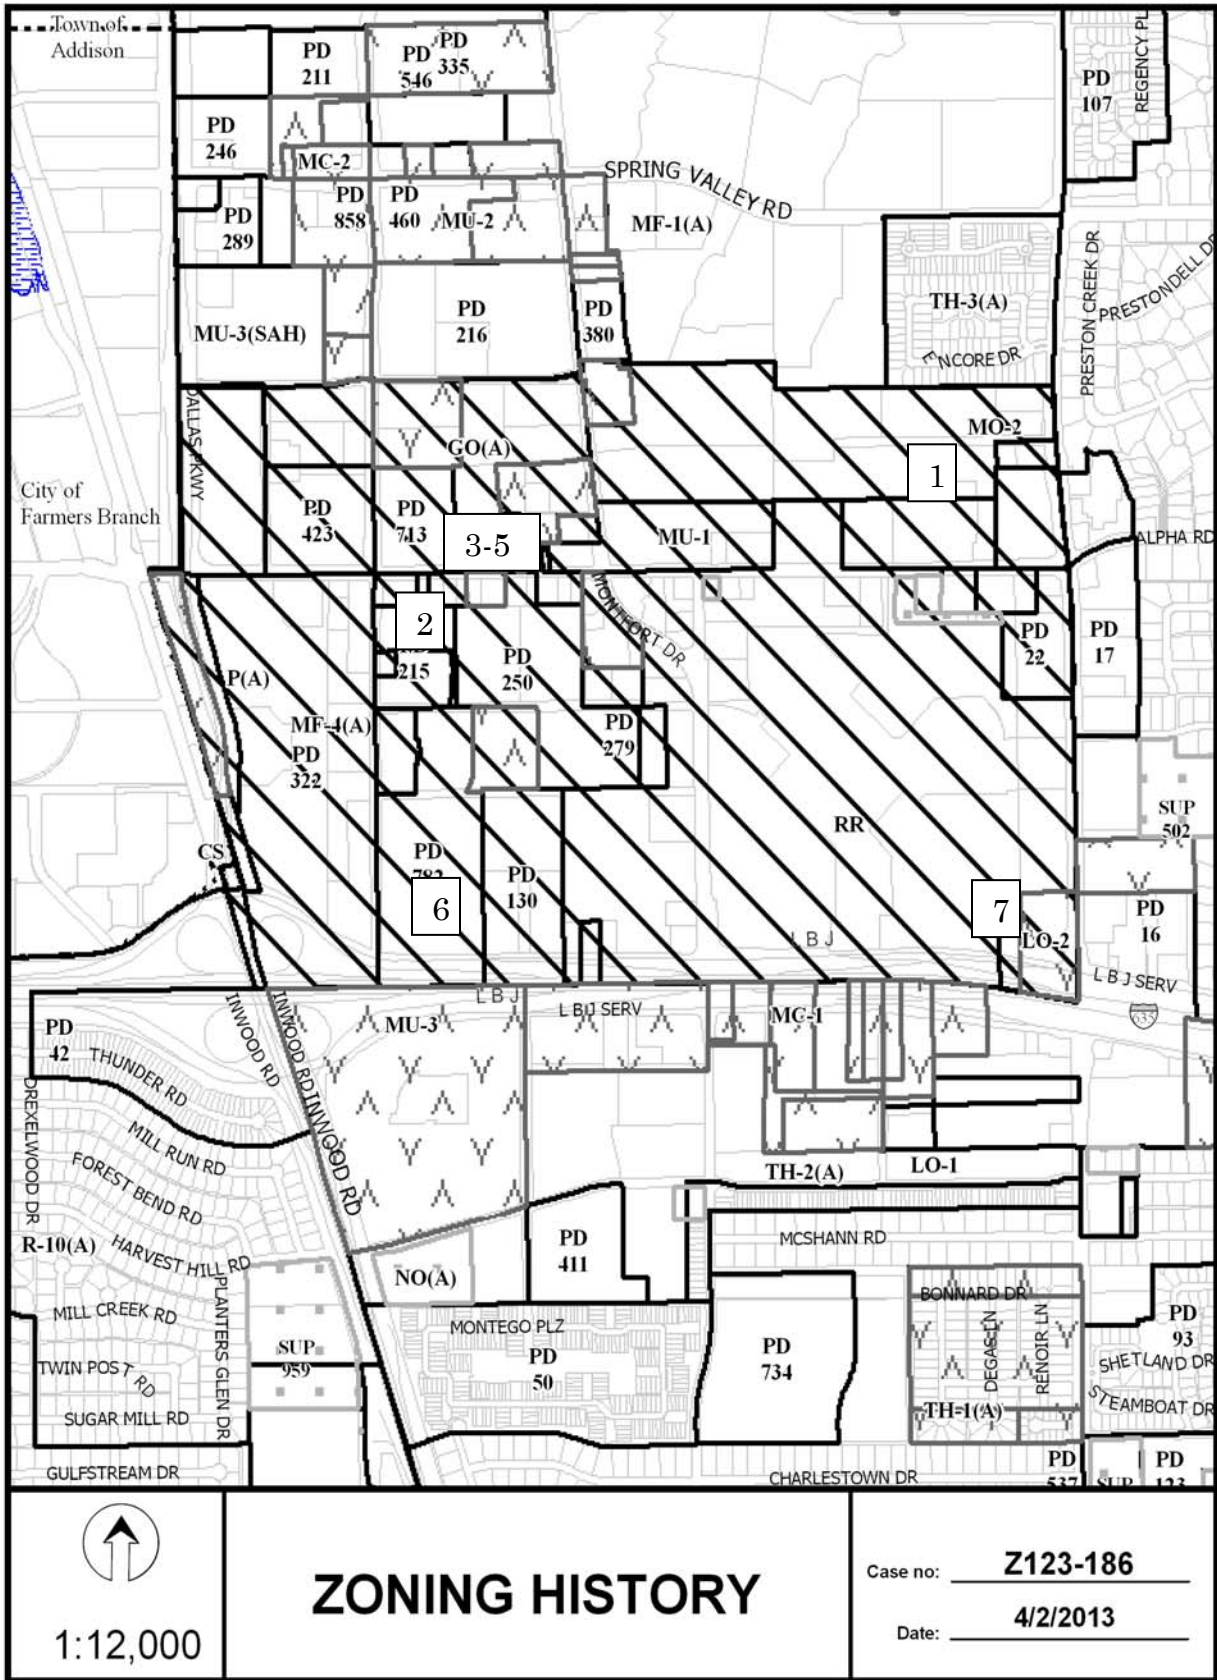 Town of
Addison
PD
211
PD
546
PD
335
PD
107
REGENCY PL
PD
246
MC-2
SPRING VALLEY RD
PD
289
PD
858
PD
460
MU-2
MF-1(A)
PRESTON CREEK DR
PRESTONDELL DR
TH-3(A)
MU-3(SAH)
PD
216
PD
380
ENCORE DR
DALLAS PKWY
GO(A)
MO-2
1
City of
Farmers Branch
PD
423
PD
713
3-5
MU-1
ALPHA RD
MONTFORT DR
2
215
PD
250
PD
22
PD
17
P(A)
MF-4(A)
PD
322
PD
279
SUP
502
RR
CS
PD
782
PD
130
6
7
PD
16
LO-2
L B J
L B J SERV
L B J
L B J SERV
635
INWOOD RD
INWOOD RD
INWOOD RD
MU-3
MC-1
PD
42
THUNDER RD
DREXELWOOD DR
MILL RUN RD
FOREST BEND RD
TH-2(A)
LO-1
R-10(A)
HARVEST HILL RD
PD
411
MCSHANN RD
NO(A)
PLANTERS GLEN DR
BONNARD DR
MILL CREEK RD
MONTEGO PLZ
SUP
959
PD
50
PD
734
DEGAS LN
RENOIR LN
PD
93
SHETLAND DR
TWIN POST RD
STEAMBOAT DR
SUGAR MILL RD
TH-1(A)
GULFSTREAM DR
CHARLESTOWN DR
PD
537
SUP
PD
123
1:12,000
ZONING HISTORY
Case no: Z123-186
Date: 4/2/2013